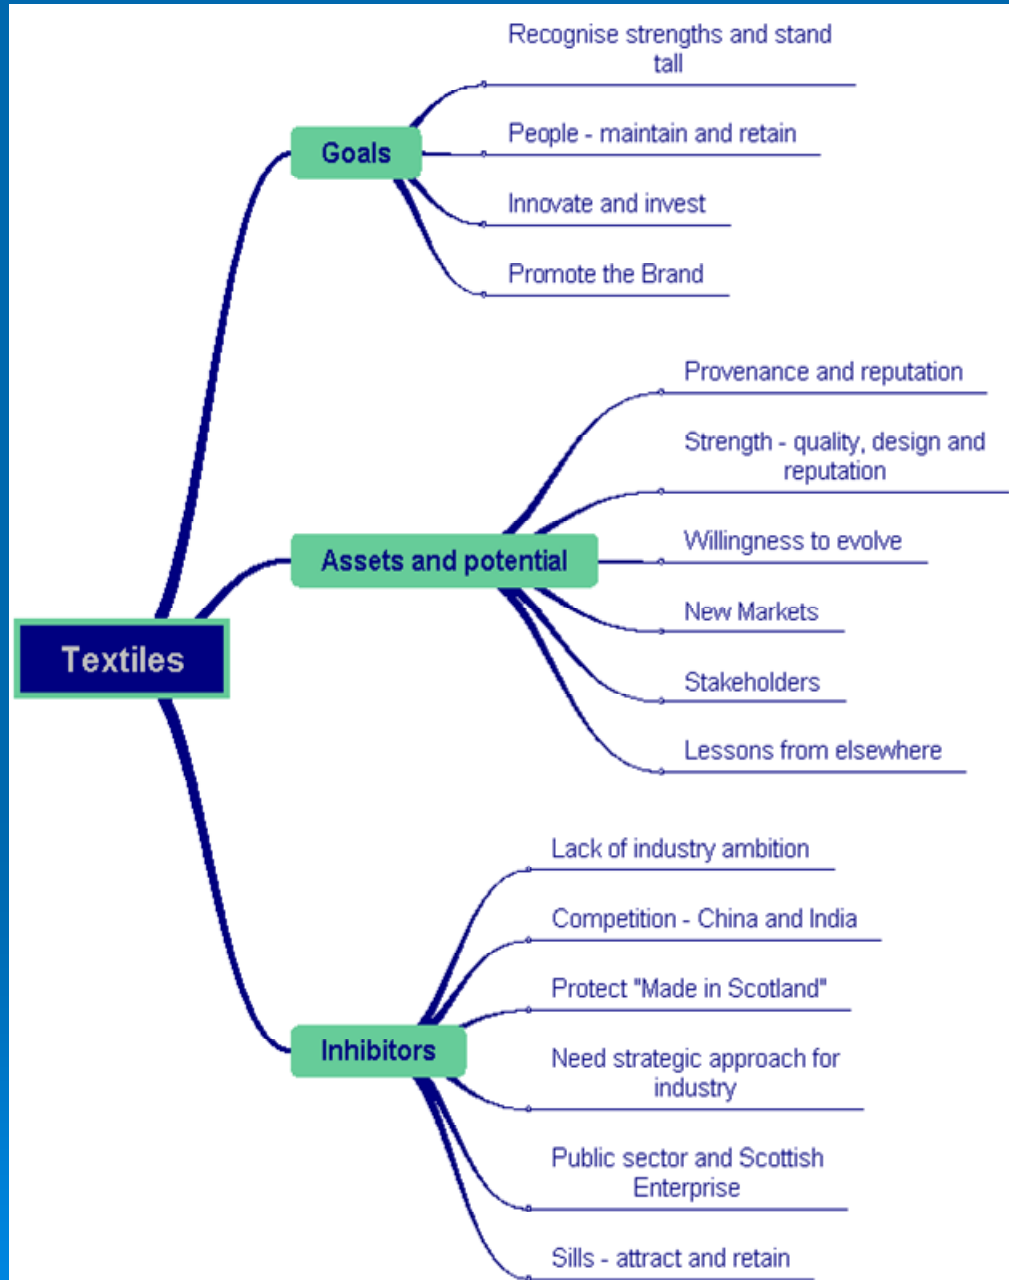 Textiles
Goals
Recognise strengths and stand
tall
People - maintain and retain
Innovate and invest
Promote the Brand
Assets and potential
Provenance and reputation
Strength - quality, design and
reputation
Willingness to evolve
New Markets
Stakeholders
Lessons from elsewhere
Inhibitors
Lack of industry ambition
Competition - China and India
Protect "Made in Scotland"
Need strategic approach for
industry
Public sector and Scottish
Enterprise
Sills - attract and retain